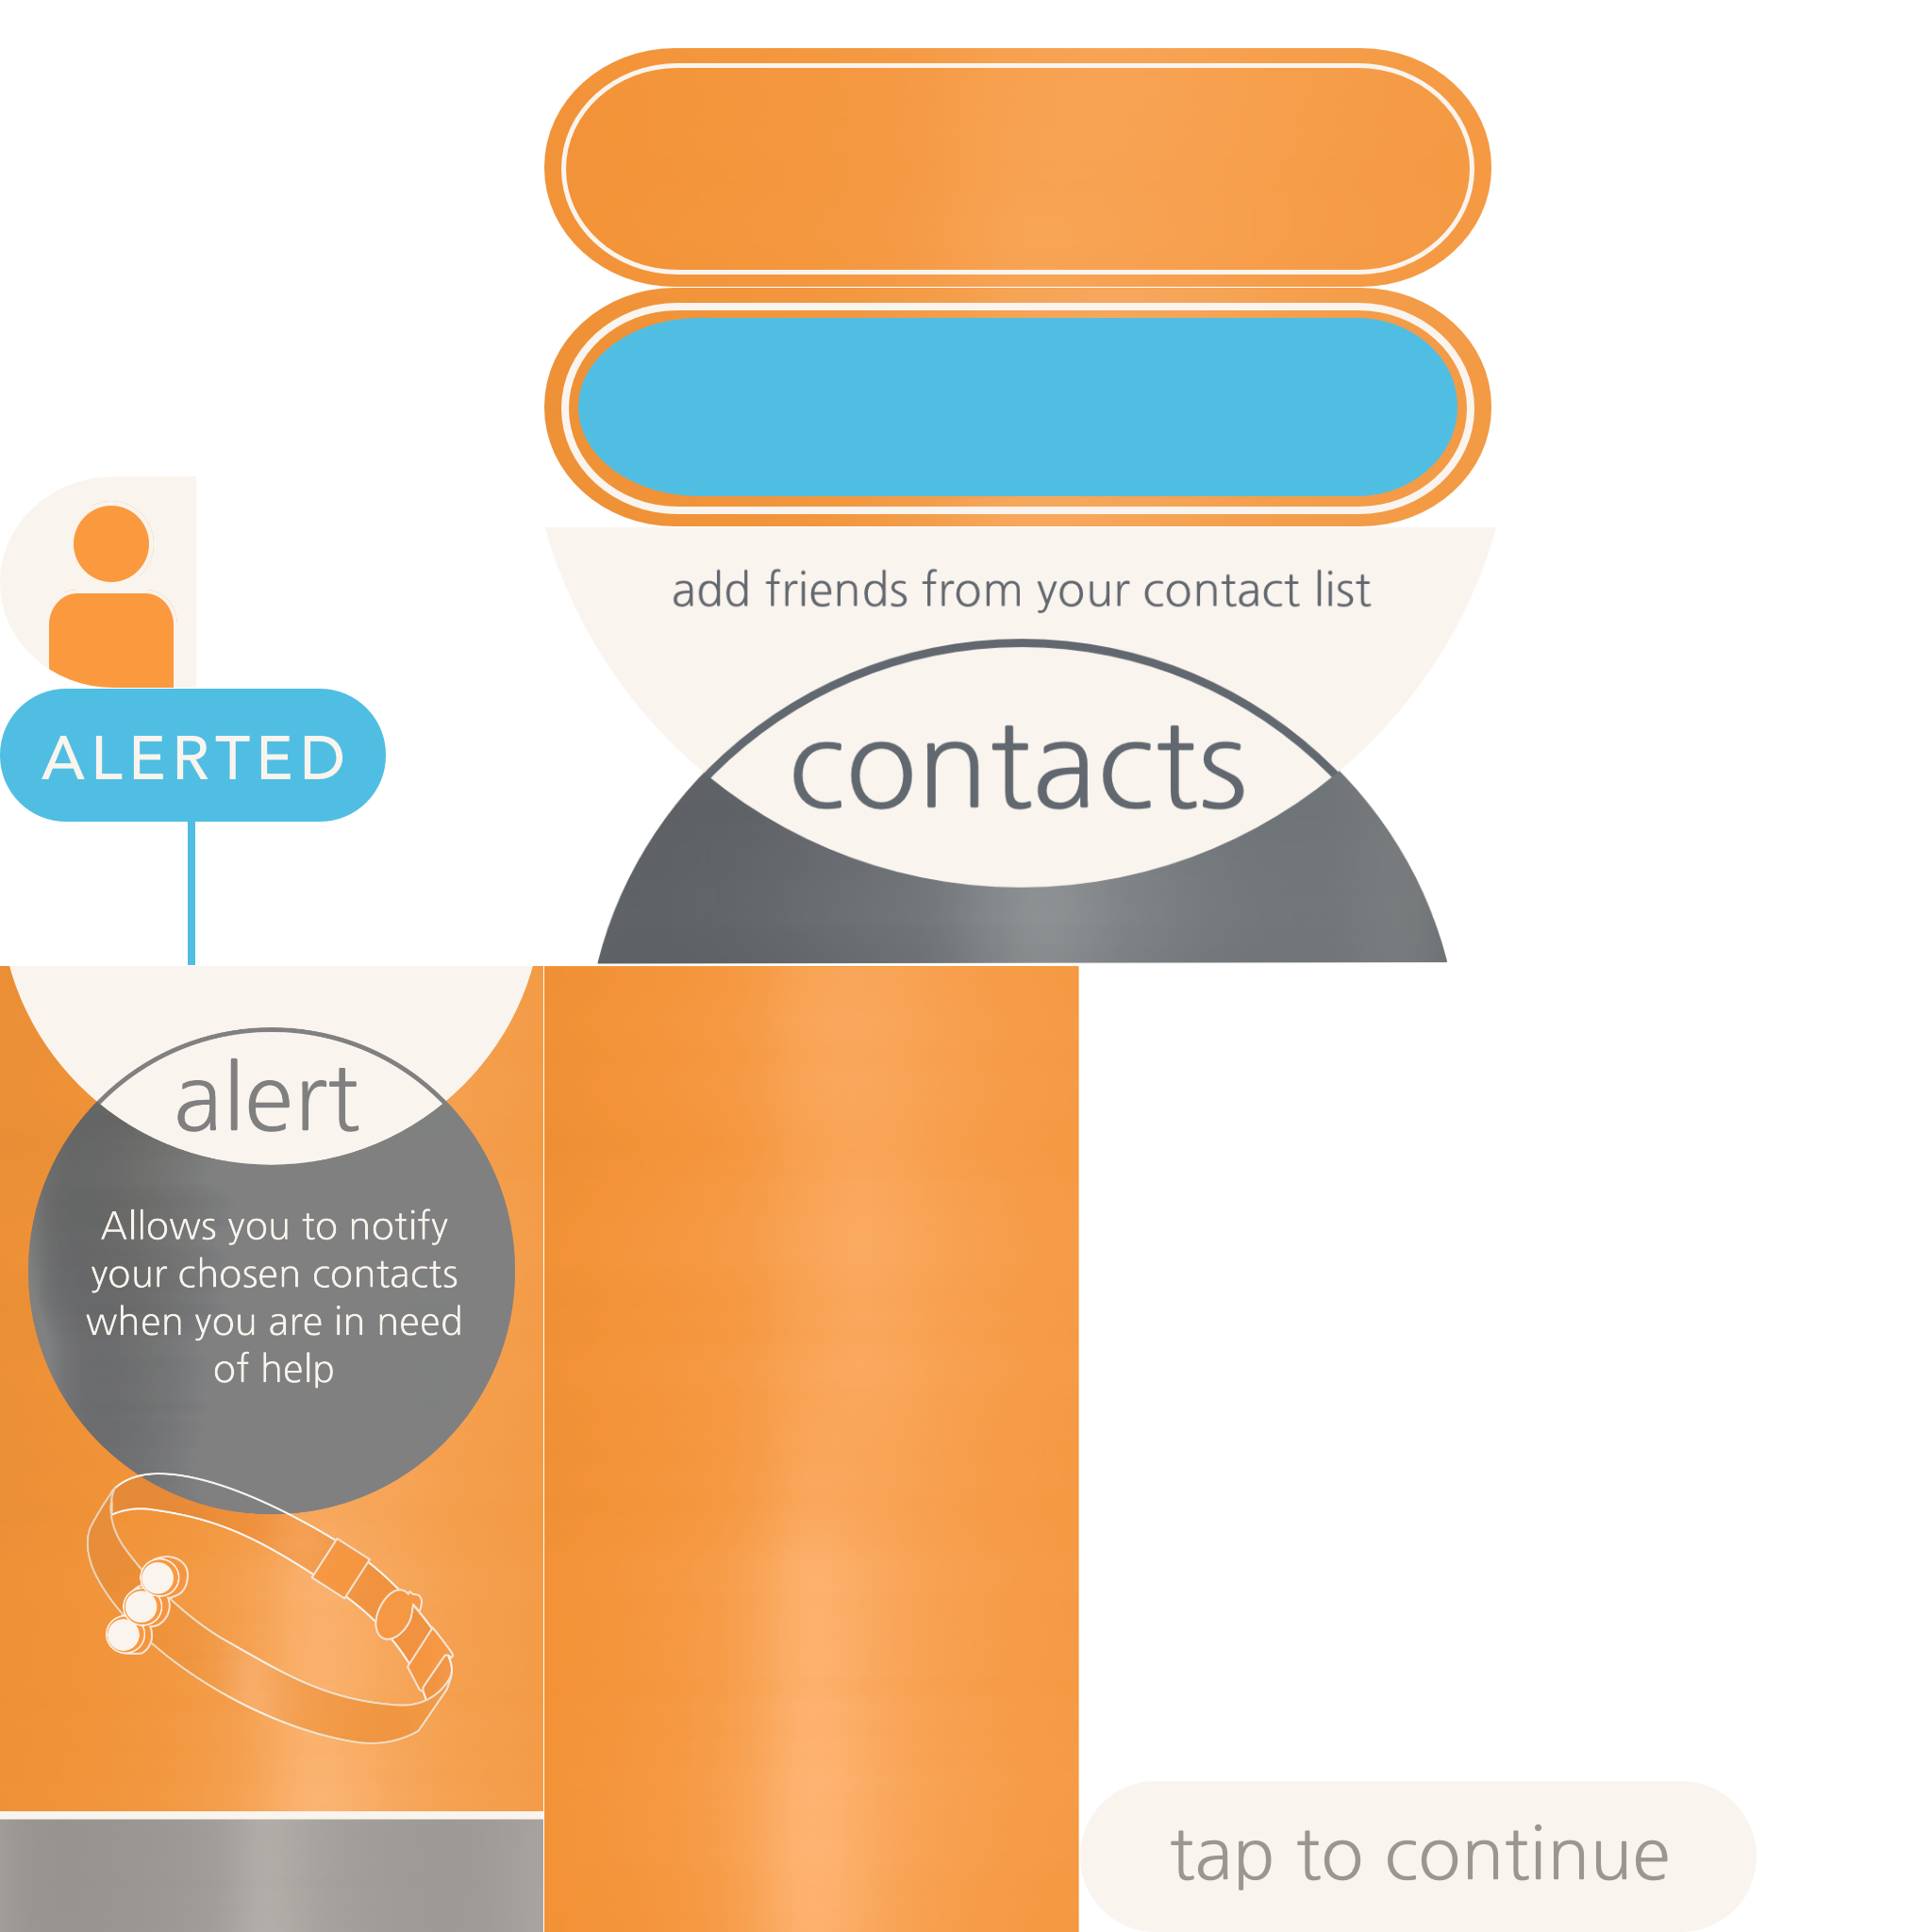 add friends from your contact list
contacts
ALERTED
alert
Allows you to notify
your chosen contacts
when you are in need
of help
tap to continue